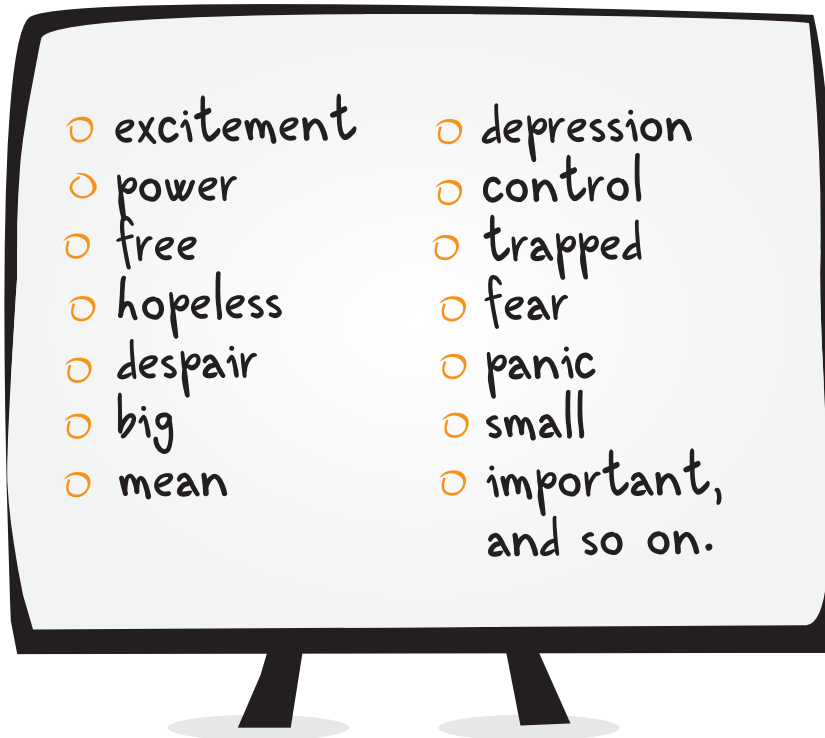 excitement
power
free
hopeless
despair
big
mean
depression
control
trapped
fear
panic
small
important,
and so on.